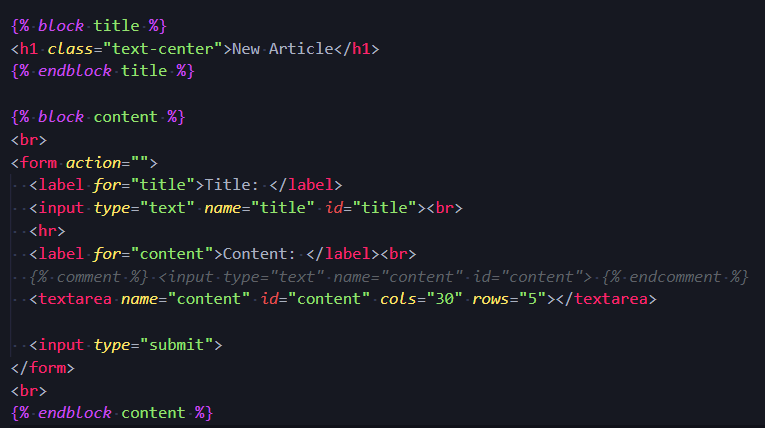 {% block title %}
<h1 class="text-center">New Article</h1>
{% endblock title %}
{% block content %}
<br>
<form action="">
<label for="title">Title: </label>
<input type="text" name="title" id="title"><br>
<hr>
<label for="content">Content: </label><br>
{% comment %} <input type="text" name="content" id="content"> {% endcomment %}
<textarea name="content" id="content" cols="30" rows="5"></textarea>
<input type="submit">
</form>
<br>
{% endblock content %}